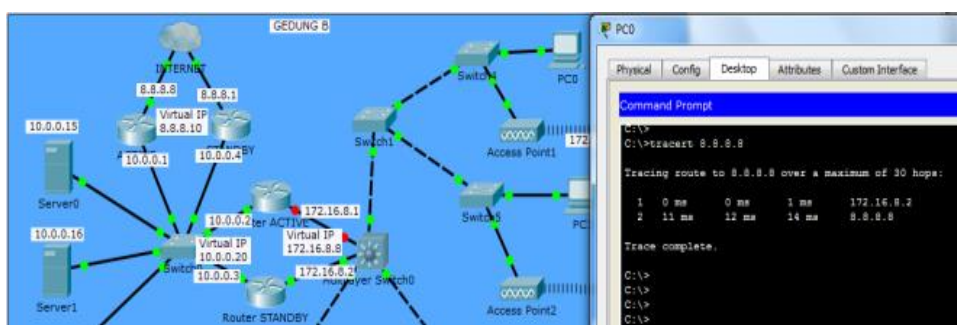 GEDUNG B
INTERNET
8.8.8.8
8.8.8.1
Virtual IP
8.8.8.10
10.0.0.15
10.0.0.1
10.0.0.4
Server0
10.0.0.16
Server1
Switch4
PC0
Switch1
Access Point1
172
ter ACTIVE
10.0.0.2
172.16.8.1
Virtual IP
172.16.8.8
Virtual IP
10.0.0.20
10.0.0.3
172.16.8.2
Router STANDBY
Switch5
PC
Access Point2
PC0
Physical
Config
Desktop
Attributes
Custom Interface
Command Prompt
C:\>
C:\>tracert 8.8.8.8
Tracing route to 8.8.8.8 over a maximum of 30 hops:
1 0 ms 0 ms 1 ms 172.16.8.2
2 11 ms 12 ms 14 ms 8.8.8.8
Trace complete.
C:\>
C:\>
C:\>
C:\>